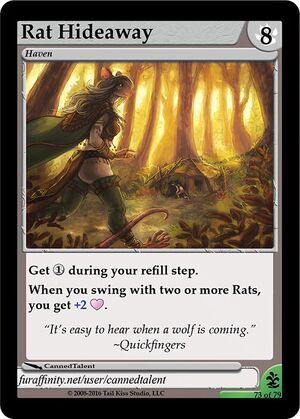 Rat Hideaway 8
Haven
Get ① during your refill step.
When you swing with two or more Rats,
you get +2 🩷.
"It's easy to hear when a wolf is coming."
~Quickfingers
CannedTalent
furaffinity.net/user/cannedtalent
© 2008-2016 Tail Kiss Studio, LLC
73 of 79